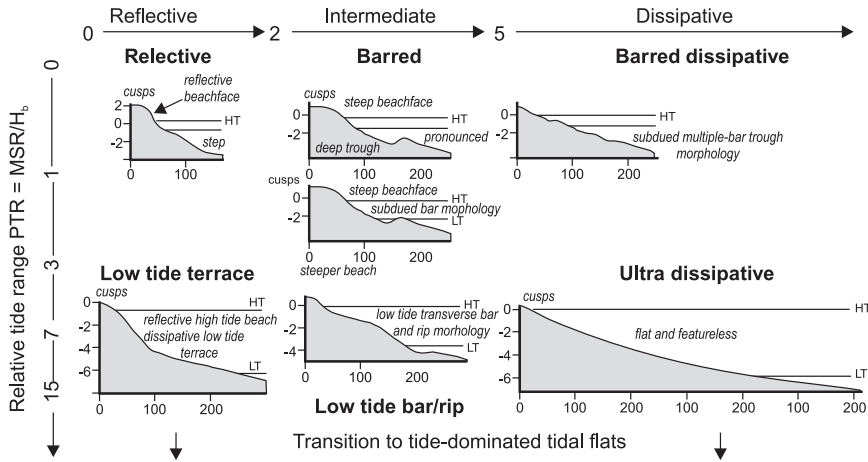 Reflective Intermediate Dissipative
0 2 5
Relective Barred Barred dissipative
Relative tide range PTR = MSR/Hb
0
1
3
7
15
cusps
reflective
beachface
HT
step
2
0
-2
100
cusps
steep beachface
HT
pronounced
deep trough
0
-2
0 100 200
HT
subdued multiple-bar trough
morphology
0
-2
0 100 200
cusps
steep beachface
subdued bar mophology
LT
0
-2
0 100 200
steeper beach
Low tide terrace
cusps
HT
reflective high tide beach
dissipative low tide
terrace
LT
0
-2
-4
-6
0 100 200
HT
low tide transverse bar
and rip morhology
LT
0
-2
-4
0 100 200
Low tide bar/rip
Ultra dissipative
cusps
HT
flat and featureless
LT
0
-2
-4
-6
0 100 200 100 200 100 200
Transition to tide-dominated tidal flats